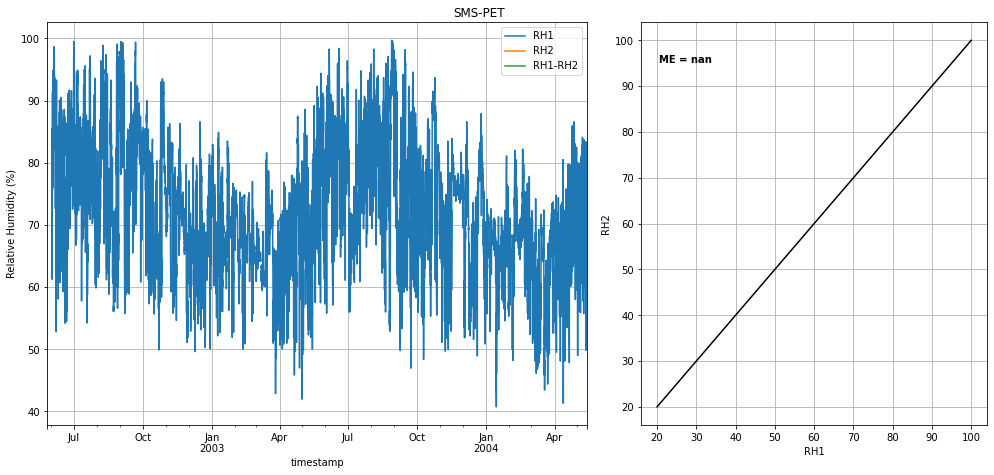 SMS-PET
RH1
RH2
RH1-RH2
Relative Humidity (%)
100
90
80
70
60
50
40
Jul
Oct
Jan
2003
Apr
Jul
Oct
Jan
2004
Apr
timestamp
ME = nan
RH2
100
90
80
70
60
50
40
30
20
20 30 40 50 60 70 80 90 100
RH1